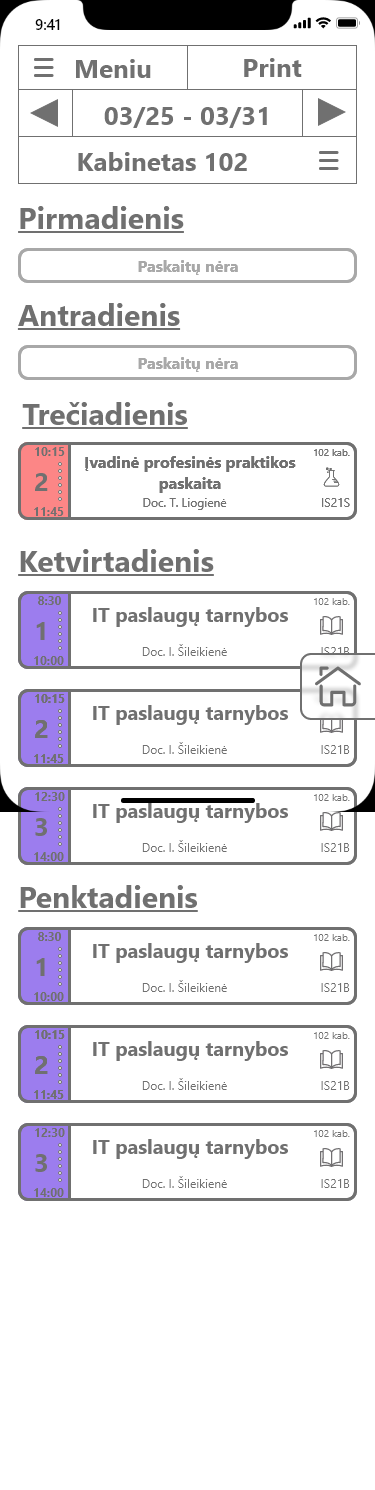 9:41
Meniu
Print
03/25 - 03/31
Kabinetas 102
Pirmadienis
Paskaitų nėra
Antradienis
Paskaitų nėra
Trečiadienis
10:15
2
11:45
Įvadinė profesinės praktikos
paskaita
Doc. T. Liogienė
102 kab.
IS21S
Ketvirtadienis
8:30
1
10:00
IT paslaugų tarnybos
Doc. I. Šileikienė
102 kab.
IS21B
10:15
2
11:45
IT paslaugų tarnybos
Doc. I. Šileikienė
IS21B
12:30
3
14:00
IT paslaugų tarnybos
Doc. I. Šileikienė
102 kab.
IS21B
Penktadienis
8:30
1
10:00
IT paslaugų tarnybos
Doc. I. Šileikienė
102 kab.
IS21B
10:15
2
11:45
IT paslaugų tarnybos
Doc. I. Šileikienė
102 kab.
IS21B
12:30
3
14:00
IT paslaugų tarnybos
Doc. I. Šileikienė
102 kab.
IS21B